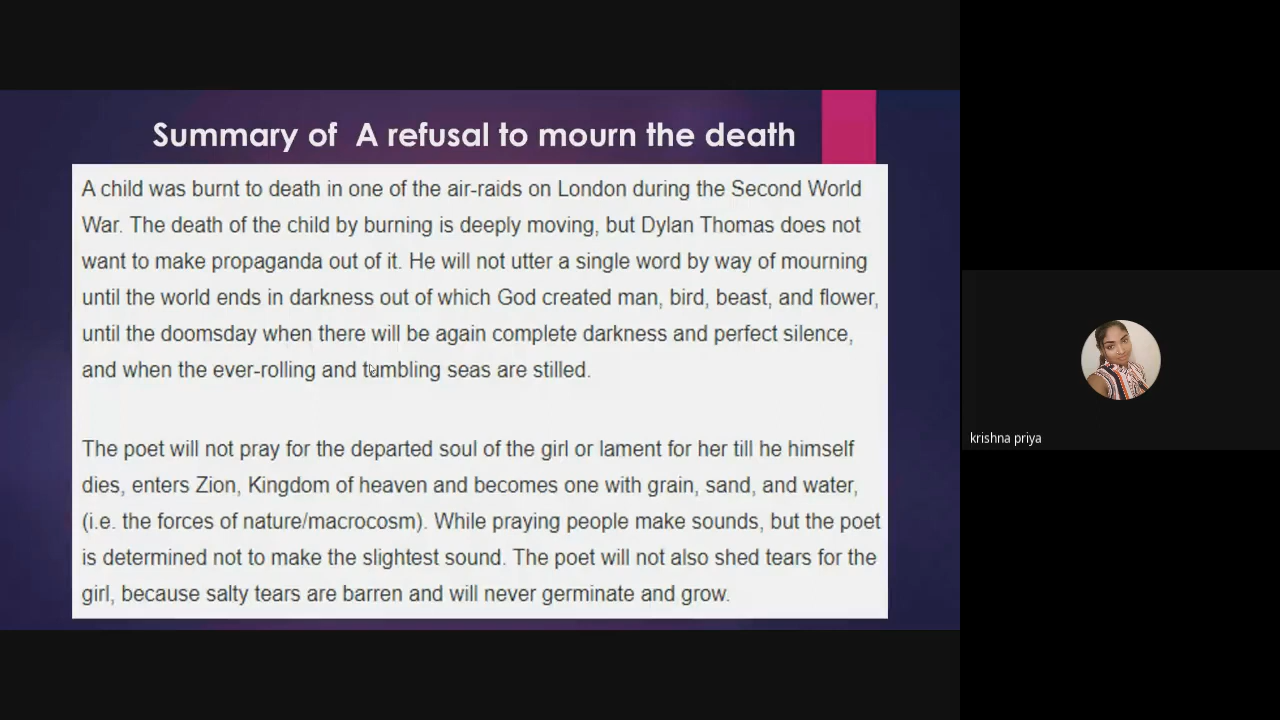 Summary of A refusal to mourn the death
A child was burnt to death in one of the air-raids on London during the Second World
War. The death of the child by burning is deeply moving, but Dylan Thomas does not
want to make propaganda out of it. He will not utter a single word by way of mourning
until the world ends in darkness out of which God created man, bird, beast, and flower,
until the doomsday when there will be again complete darkness and perfect silence,
and when the ever-rolling and tumbling seas are stilled.
The poet will not pray for the departed soul of the girl or lament for her till he himself
dies, enters Zion, Kingdom of heaven and becomes one with grain, sand, and water,
(i.e. the forces of nature/macrocosm). While praying people make sounds, but the poet
is determined not to make the slightest sound. The poet will not also shed tears for the
girl, because salty tears are barren and will never germinate and grow.
krishna priya